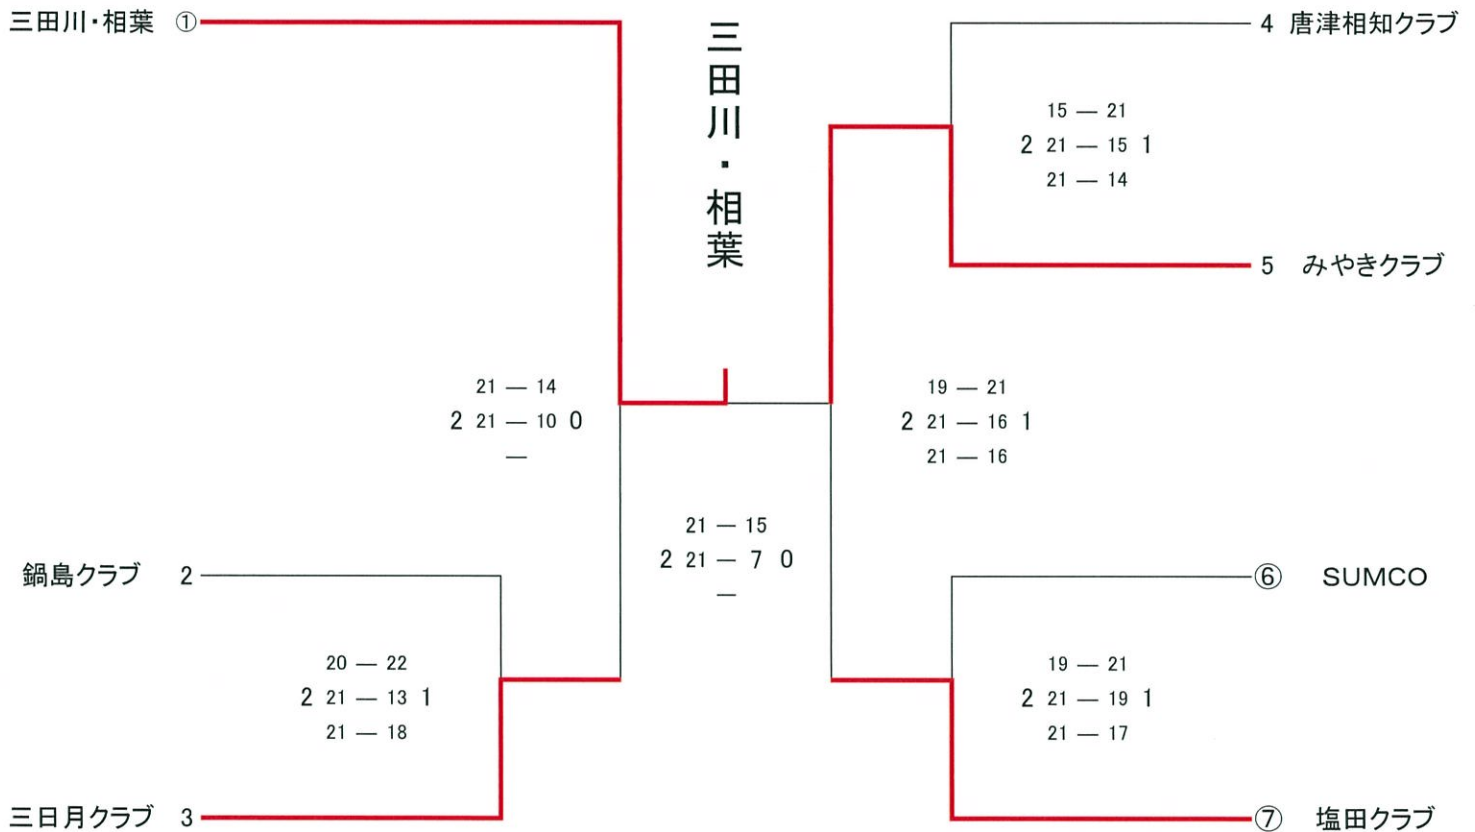 三田川・相葉 ①
三田川・相葉
4 唐津相知クラブ
15 — 21
2 21 — 15 1
21 — 14
5 みやきクラブ
21 — 14
2 21 — 10 0
—
19 — 21
2 21 — 16 1
21 — 16
21 — 15
2 21 — 7 0
—
鍋島クラブ 2
⑥ SUMCO
20 — 22
2 21 — 13 1
21 — 18
19 — 21
2 21 — 19 1
21 — 17
三日月クラブ 3
⑦ 塩田クラブ